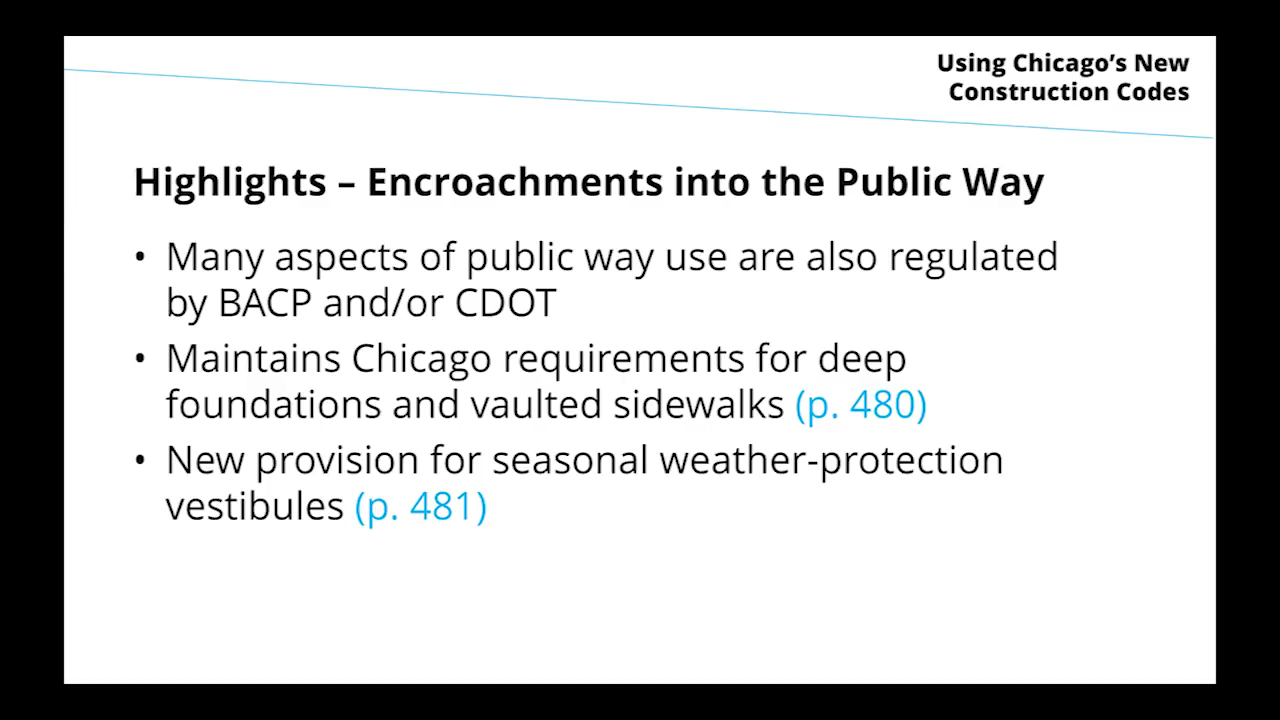 Using Chicago’s New
Construction Codes
Highlights – Encroachments into the Public Way
• Many aspects of public way use are also regulated
by BACP and/or CDOT
• Maintains Chicago requirements for deep
foundations and vaulted sidewalks (p. 480)
• New provision for seasonal weather-protection
vestibules (p. 481)